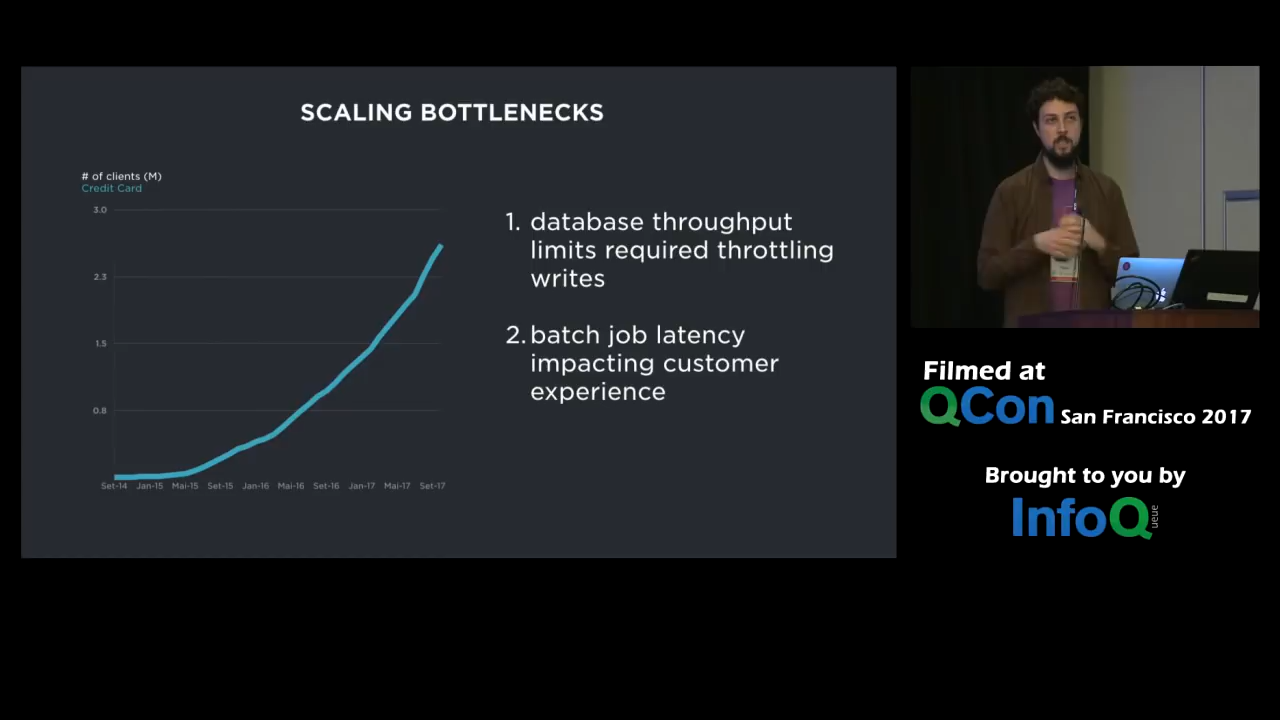 SCALING BOTTLENECKS
# of clients (M)
Credit Card
3.0
2.3
1.5
0.8
Set-14 Jan-15 Mai-15 Set-15 Jan-16 Mai-16 Set-16 Jan-17 Mai-17 Set-17
1. database throughput
limits required throttling
writes
2. batch job latency
impacting customer
experience
Filmed at
QCon San Francisco 2017
Brought to you by
InfoQ
ueue